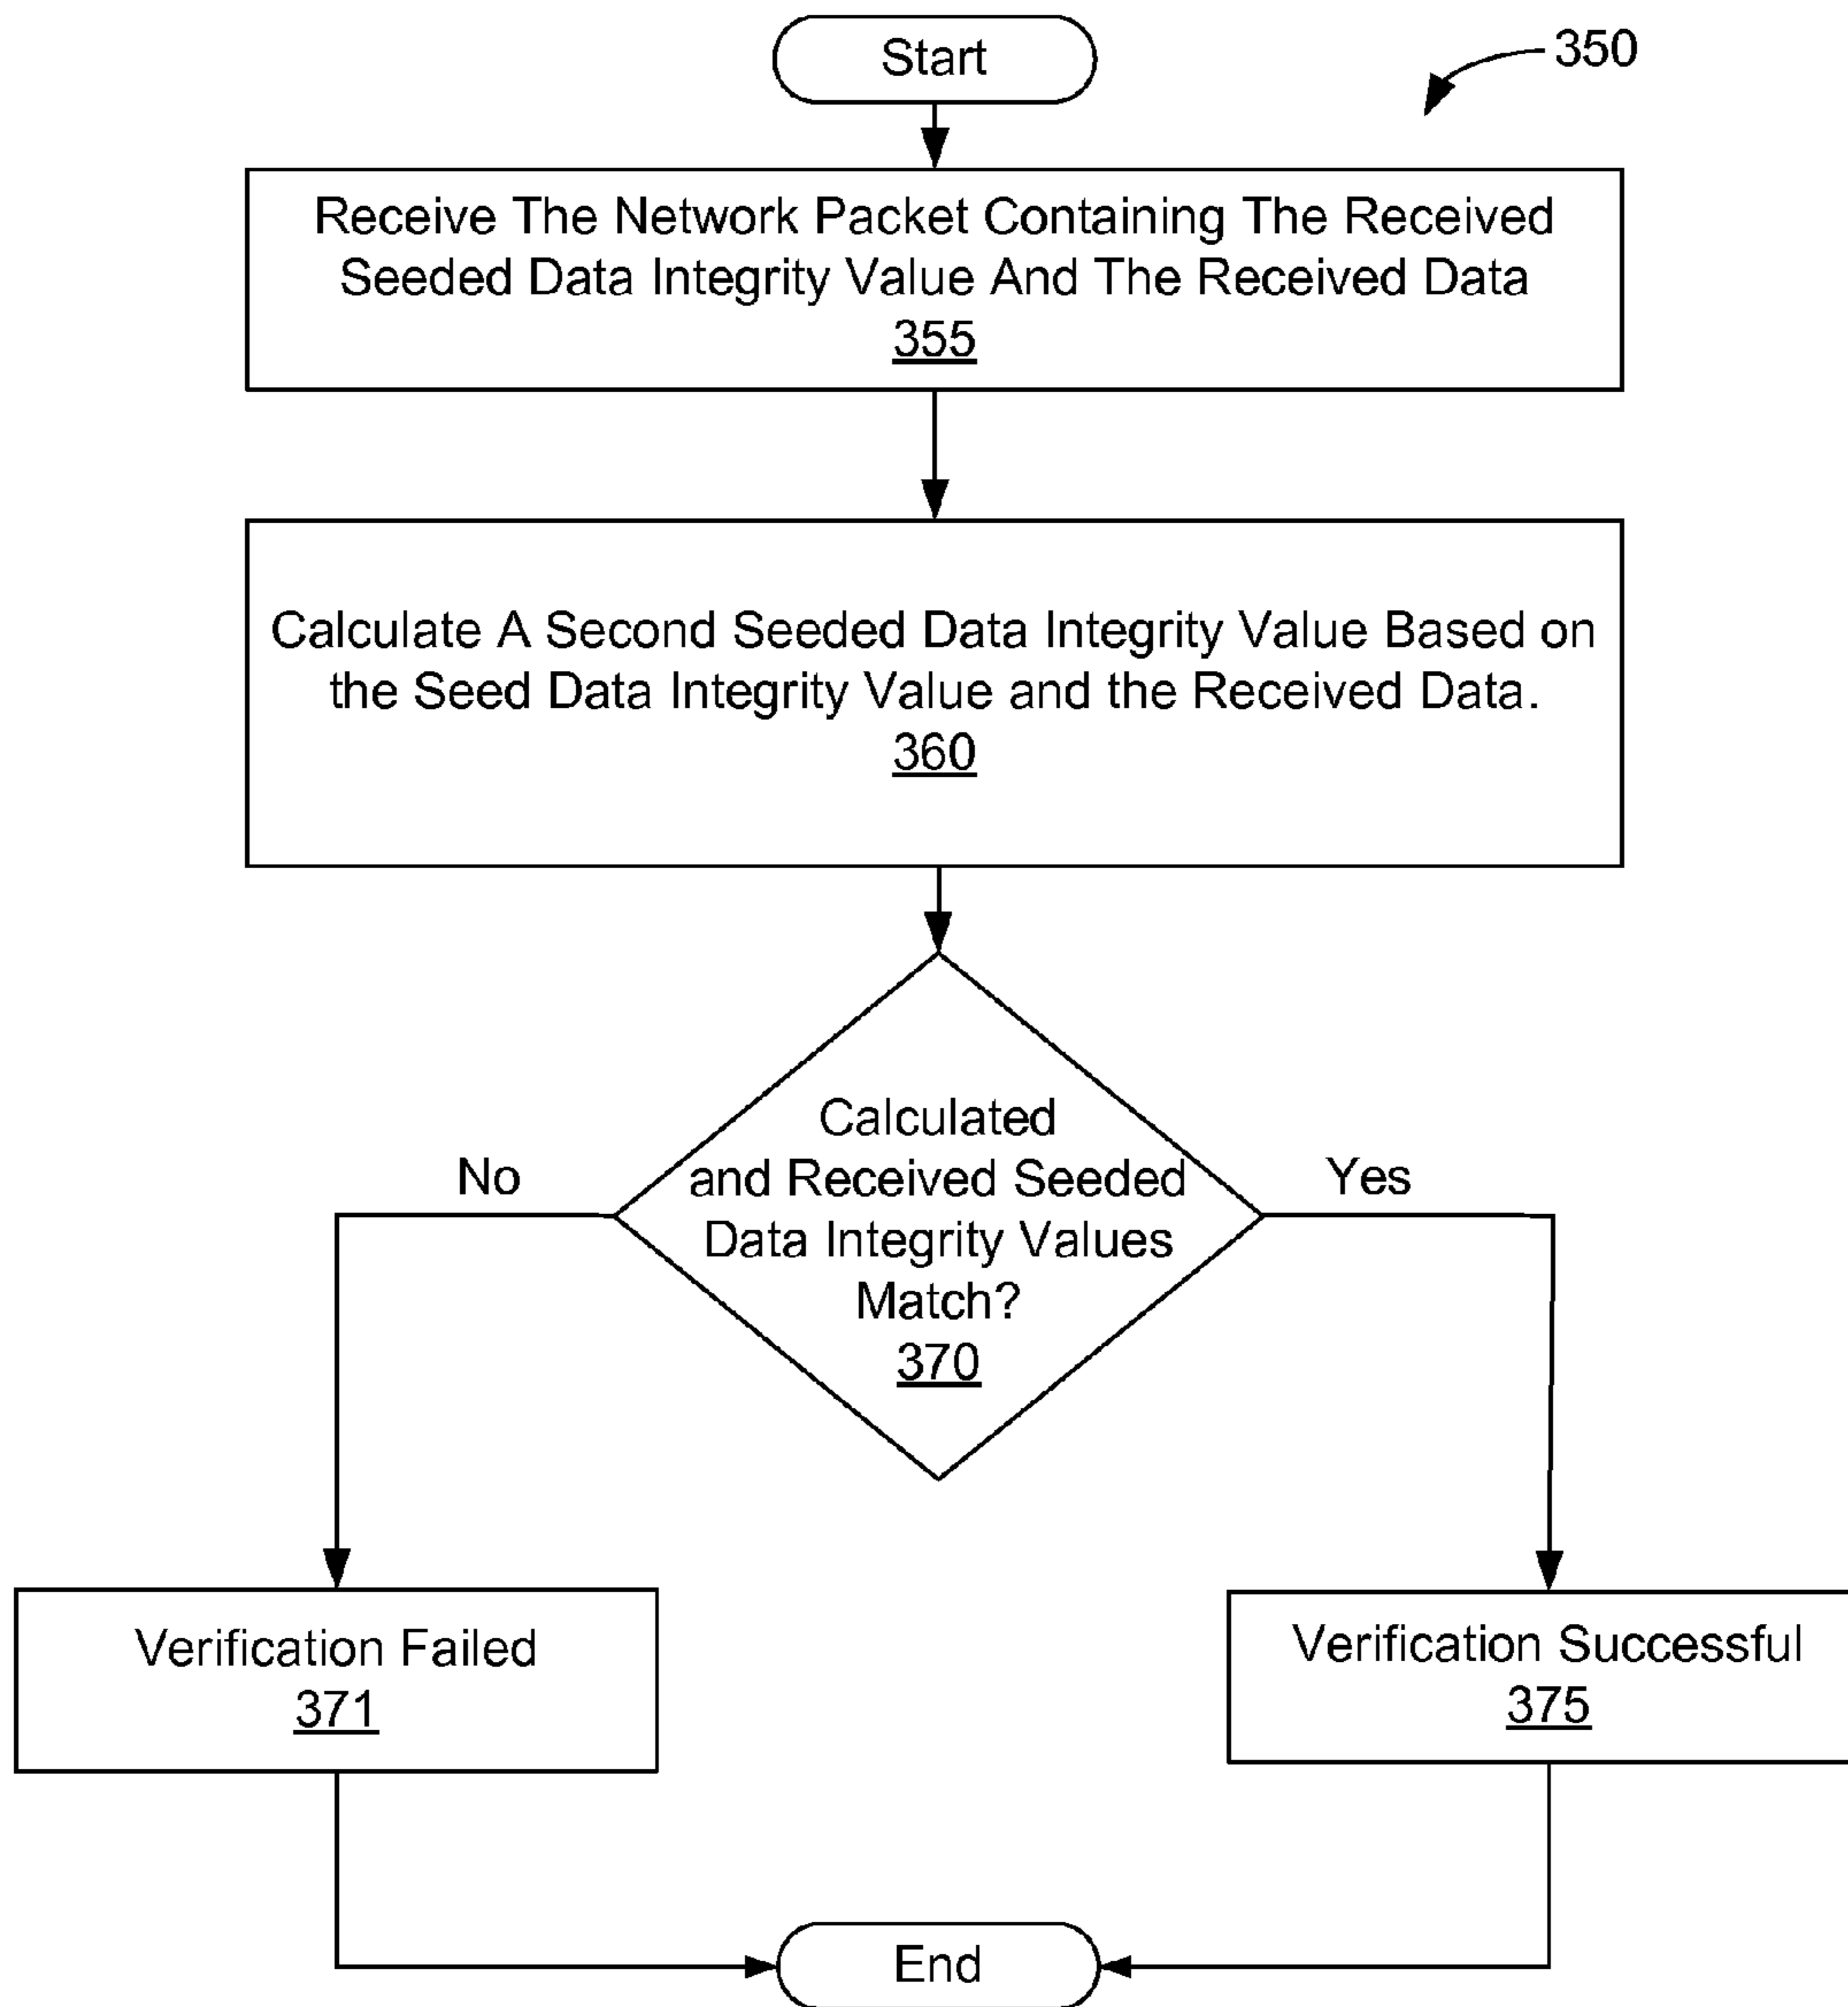 Start
350
Receive The Network Packet Containing The Received
Seeded Data Integrity Value And The Received Data
355
Calculate A Second Seeded Data Integrity Value Based on
the Seed Data Integrity Value and the Received Data.
360
Calculated
and Received Seeded
Data Integrity Values
Match?
370
No
Yes
Verification Failed
371
Verification Successful
375
End